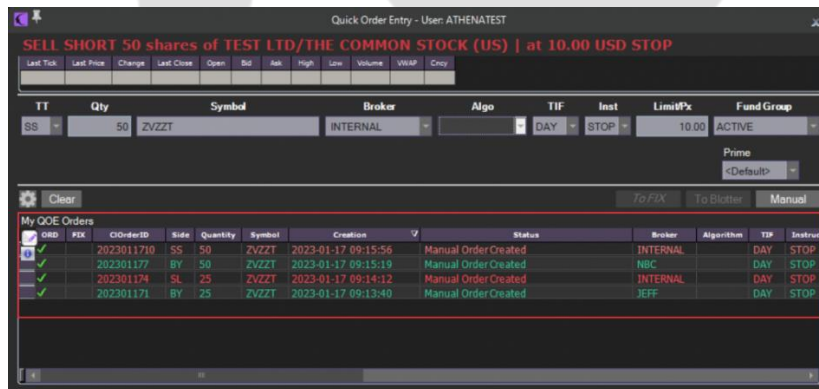 Quick Order Entry - User: ATHENATEST
SELL SHORT 50 shares of TEST LTD/THE COMMON STOCK (US) | at 10.00 USD STOP
Last Tick Last Price Change Last Close Open Bid Ask High Low Volume VWAP Crncy
TT Qty Symbol Broker Algo TIF Inst Limit/Px Fund Group
SS 50 ZVZZT INTERNAL DAY STOP 10.00 ACTIVE
Prime
<Default>
Clear To FIX To Blotter Manual
My QOE Orders
ORD FIX ClOrderID Side Quantity Symbol Creation Status Broker Algorithm TIF Instruc
2023011710 SS 50 ZVZZT 2023-01-17 09:15:56 Manual Order Created INTERNAL DAY STOP
202301177 BY 50 ZVZZT 2023-01-17 09:15:19 Manual Order Created NBC DAY STOP
202301174 SL 25 ZVZZT 2023-01-17 09:14:12 Manual Order Created INTERNAL DAY STOP
202301171 BY 25 ZVZZT 2023-01-17 09:13:40 Manual Order Created JEFF DAY STOP